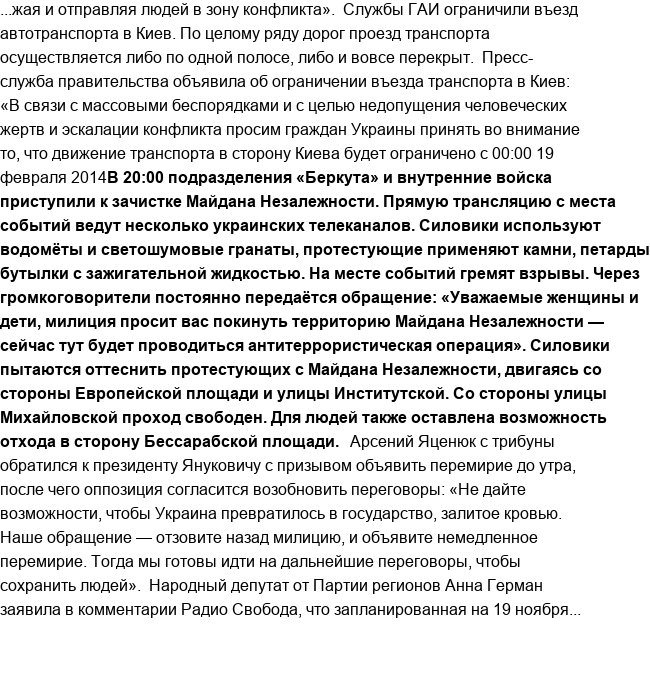 ...жая и отправляя людей в зону конфликта».  Службы ГАИ ограничили въезд
автотранспорта в Киев. По целому ряду дорог проезд транспорта
осуществляется либо по одной полосе, либо и вовсе перекрыт.  Пресс-
служба правительства объявила об ограничении въезда транспорта в Киев:
«В связи с массовыми беспорядками и с целью недопущения человеческих
жертв и эскалации конфликта просим граждан Украины принять во внимание
то, что движение транспорта в сторону Киева будет ограничено с 00:00 19
февраля 2014В 20:00 подразделения «Беркута» и внутренние войска
приступили к зачистке Майдана Незалежности. Прямую трансляцию с места
событий ведут несколько украинских телеканалов. Силовики используют
водомёты и светошумовые гранаты, протестующие применяют камни, петарды
бутылки с зажигательной жидкостью. На месте событий гремят взрывы. Через
громкоговорители постоянно передаётся обращение: «Уважаемые женщины и
дети, милиция просит вас покинуть территорию Майдана Незалежности —
сейчас тут будет проводиться антитеррористическая операция». Силовики
пытаются оттеснить протестующих с Майдана Незалежности, двигаясь со
стороны Европейской площади и улицы Институтской. Со стороны улицы
Михайловской проход свободен. Для людей также оставлена возможность
отхода в сторону Бессарабской площади.  Арсений Яценюк с трибуны
обратился к президенту Януковичу с призывом объявить перемирие до утра,
после чего оппозиция согласится возобновить переговоры: «Не дайте
возможности, чтобы Украина превратилось в государство, залитое кровью.
Наше обращение — отзовите назад милицию, и объявите немедленное
перемирие. Тогда мы готовы идти на дальнейшие переговоры, чтобы
сохранить людей».  Народный депутат от Партии регионов Анна Герман
заявила в комментарии Радио Свобода, что запланированная на 19 ноября...